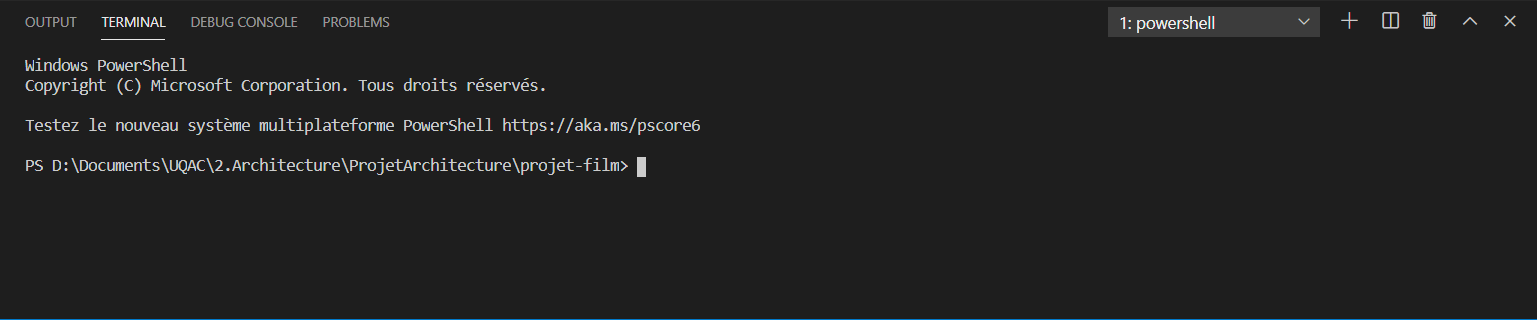 OUTPUT TERMINAL DEBUG CONSOLE PROBLEMS 1: powershell
Windows PowerShell
Copyright (C) Microsoft Corporation. Tous droits réservés.
Testez le nouveau système multiplateforme PowerShell https://aka.ms/pscore6
PS D:\Documents\UQAC\2.Architecture\ProjetArchitecture\projet-film>